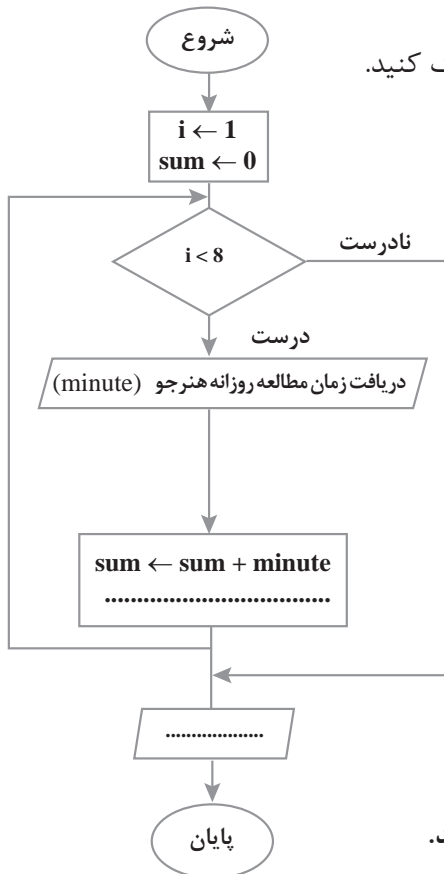 شروع
کنید.
i ← 1
sum ← 0
i < 8
نادرست
درست
دریافت زمان مطالعه روزانه هنرجو (minute)
sum ← sum + minute
...................................
....................
پایان